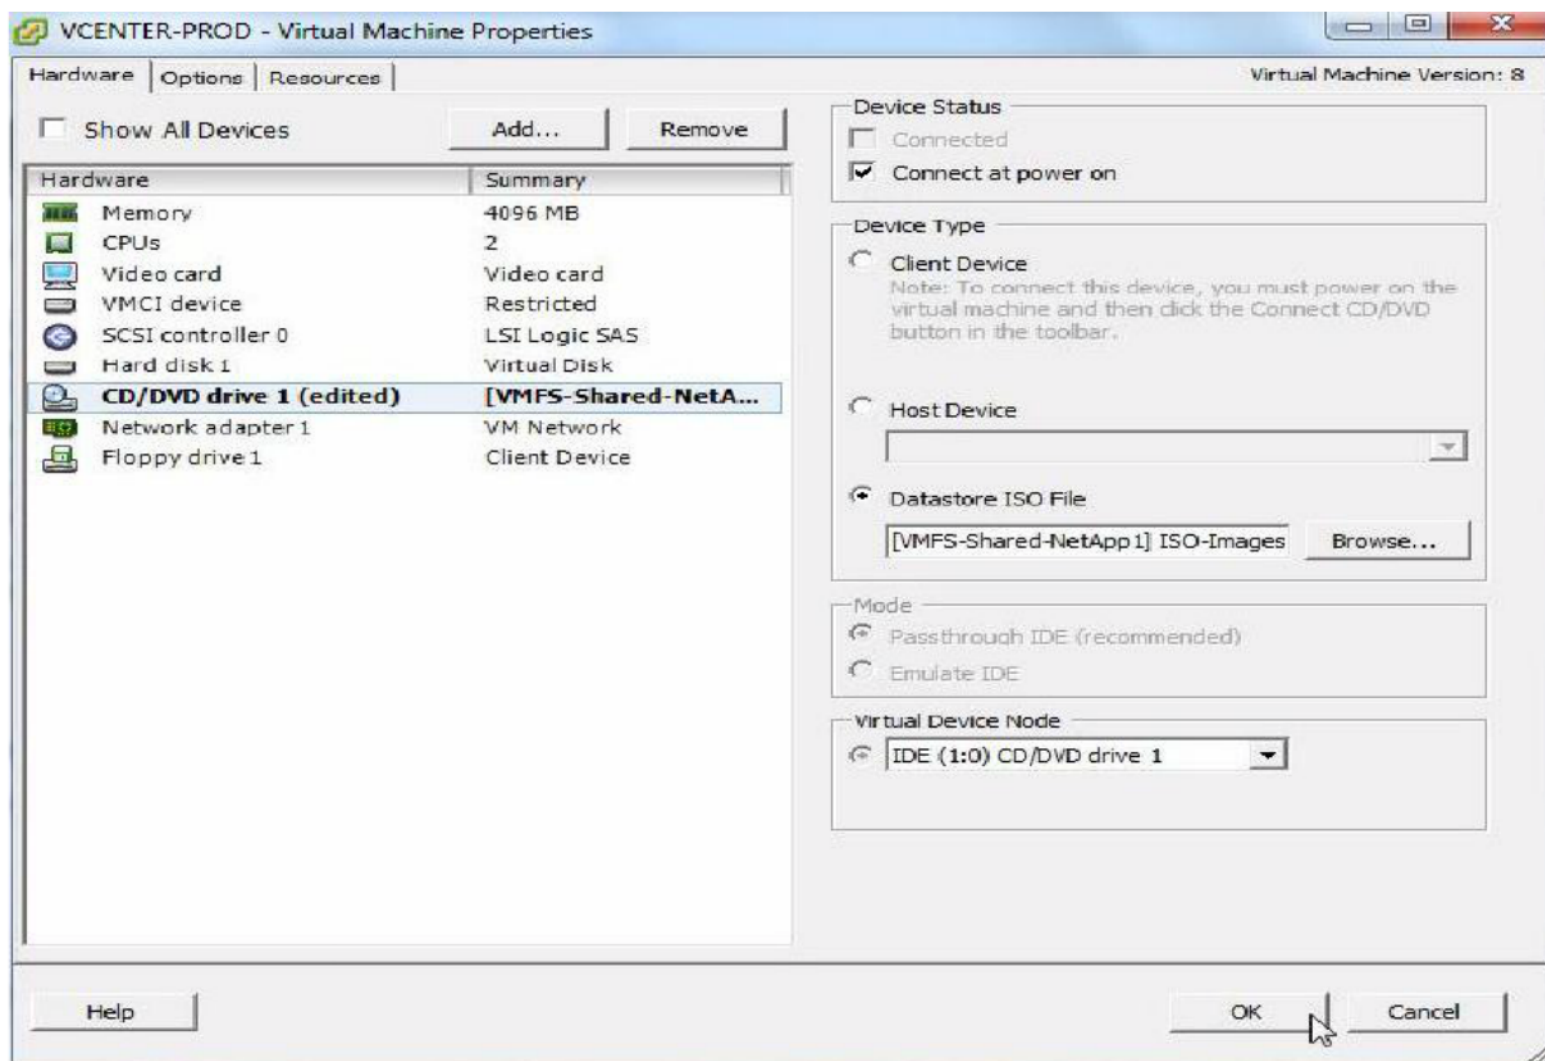 VCENTER-PROD - Virtual Machine Properties
Hardware Options Resources Virtual Machine Version: 8
Show All Devices Add... Remove
Hardware Summary
Memory 4096 MB
CPUs 2
Video card Video card
VMCI device Restricted
SCSI controller 0 LSI Logic SAS
Hard disk 1 Virtual Disk
CD/DVD drive 1 (edited) [VMFS-Shared-NetA...
Network adapter 1 VM Network
Floppy drive 1 Client Device
Device Status
Connected
Connect at power on
Device Type
Client Device
Note: To connect this device, you must power on the
virtual machine and then click the Connect CD/DVD
button in the toolbar.
Host Device
Datastore ISO File
[VMFS-Shared-NetApp1] ISO-Images Browse...
Mode
Passthrough IDE (recommended)
Emulate IDE
Virtual Device Node
IDE (1:0) CD/DVD drive 1
Help OK Cancel